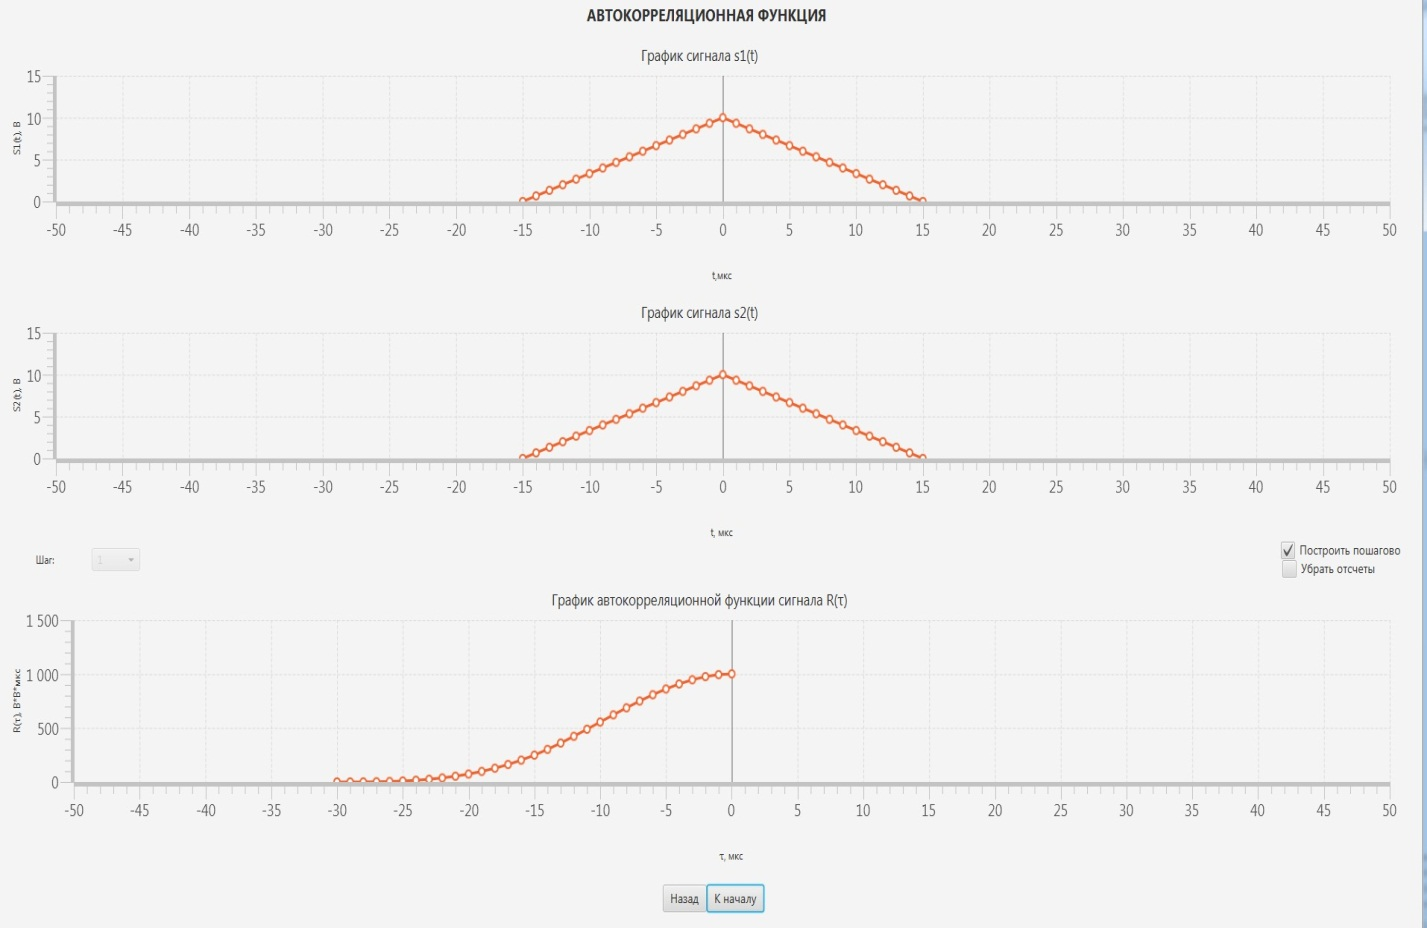 АВТОКОРРЕЛЯЦИОННАЯ ФУНКЦИЯ
График сигнала s1(t)
15
10
5
0
S1(t), В
-50 -45 -40 -35 -30 -25 -20 -15 -10 -5 0 5 10 15 20 25 30 35 40 45 50
t,мкс
График сигнала s2(t)
15
10
5
0
S2(t), В
-50 -45 -40 -35 -30 -25 -20 -15 -10 -5 0 5 10 15 20 25 30 35 40 45 50
t, мкс
Шаг: 1
Построить пошагово
Убрать отсчеты
График автокорреляционной функции сигнала R(τ)
1 500
1 000
500
0
R(τ), В*В*мкс
-50 -45 -40 -35 -30 -25 -20 -15 -10 -5 0 5 10 15 20 25 30 35 40 45 50
τ, мкс
Назад К началу